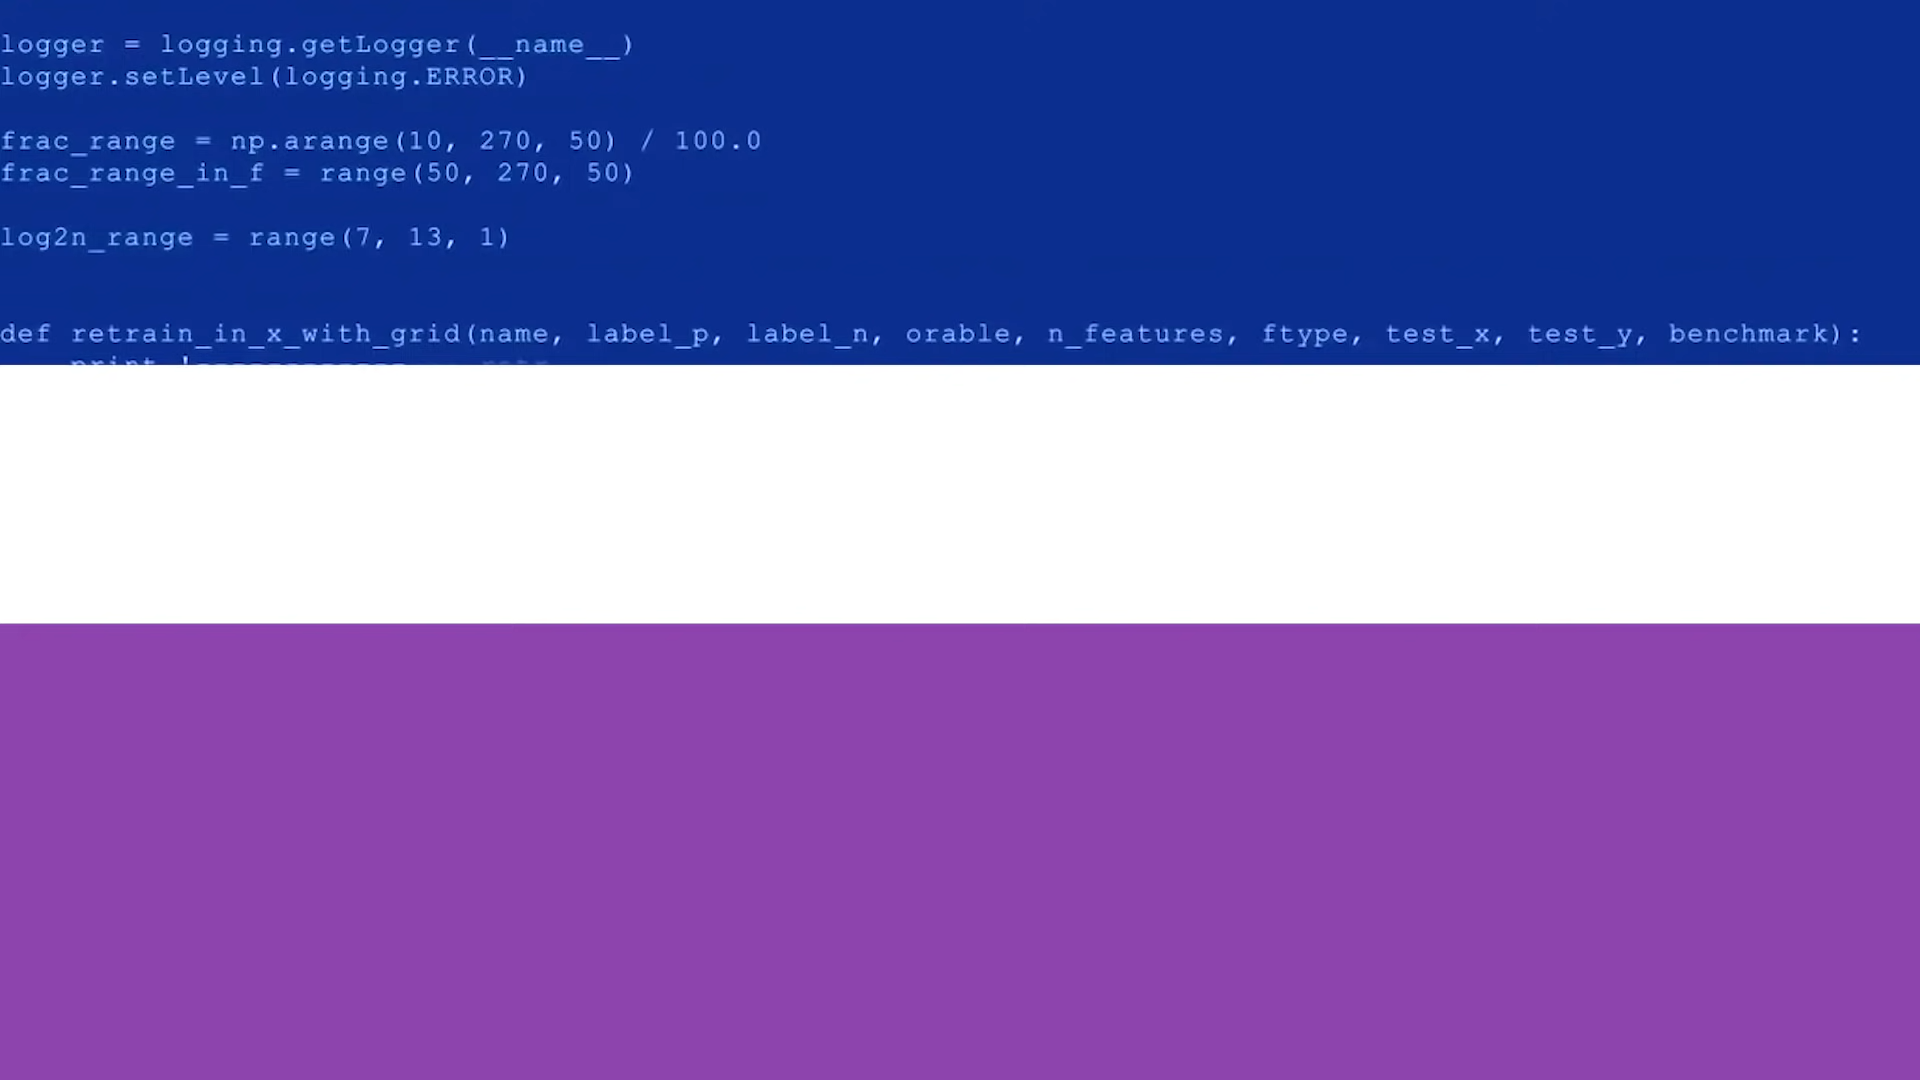 logger = logging.getLogger(__name__)
logger.setLevel(logging.ERROR)
frac_range = np.arange(10, 270, 50) / 100.0
frac_range_in_f = range(50, 270, 50)
log2n_range = range(7, 13, 1)
def retrain_in_x_with_grid(name, label_p, label_n, orable, n_features, ftype, test_x, test_y, benchmark):
print